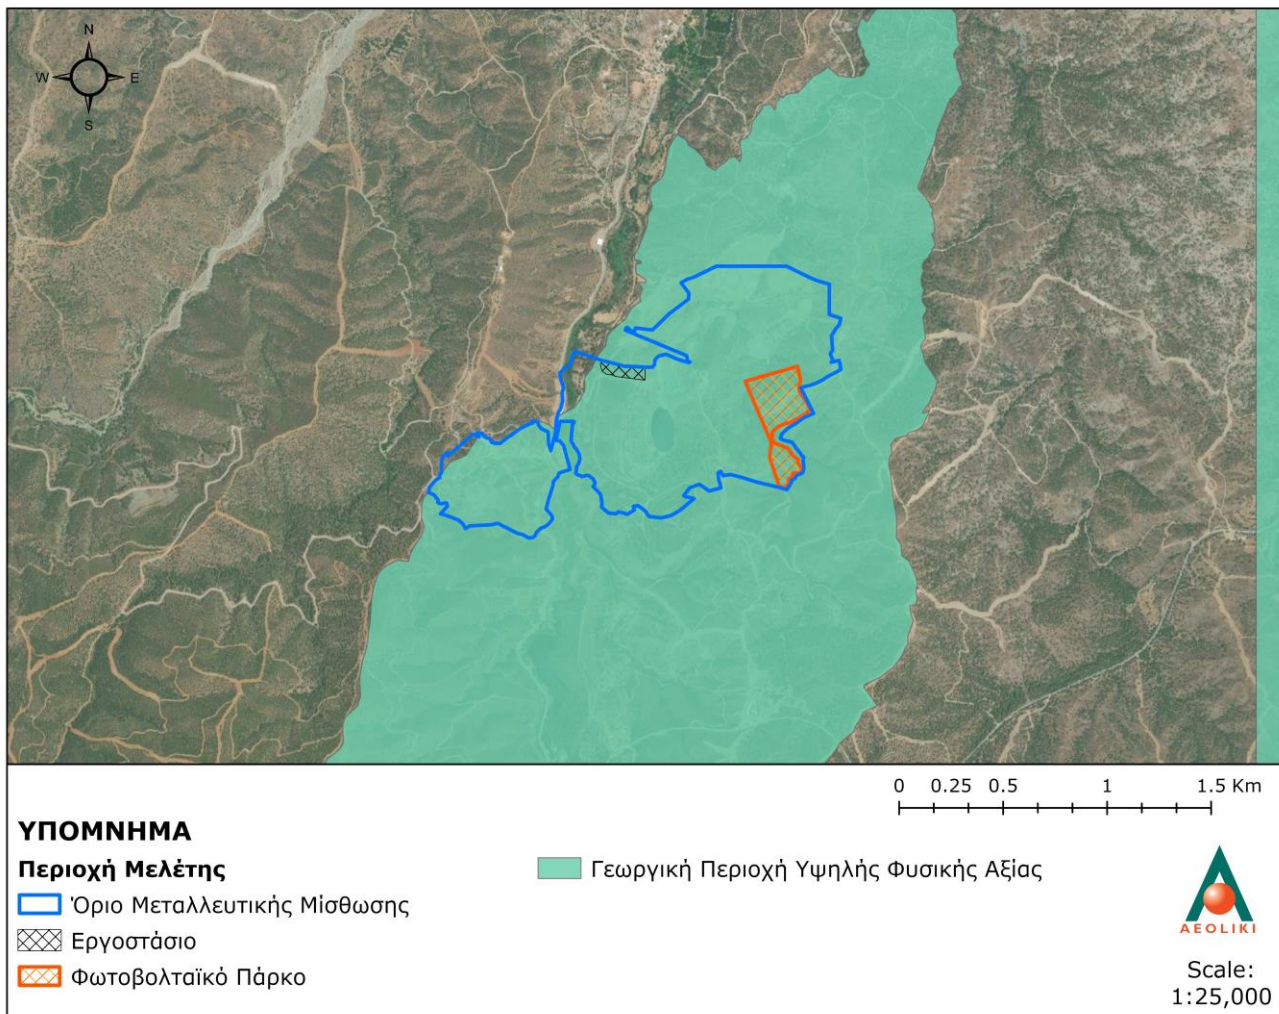 N
W E
S
0 0.25 0.5 1 1.5 Km
ΥΠΟΜΝΗΜΑ
Περιοχή Μελέτης
Όριο Μεταλλευτικής Μίσθωσης
Εργοστάσιο
Φωτοβολταϊκό Πάρκο
Γεωργική Περιοχή Υψηλής Φυσικής Αξίας
AEOLIKI
Scale:
1:25,000